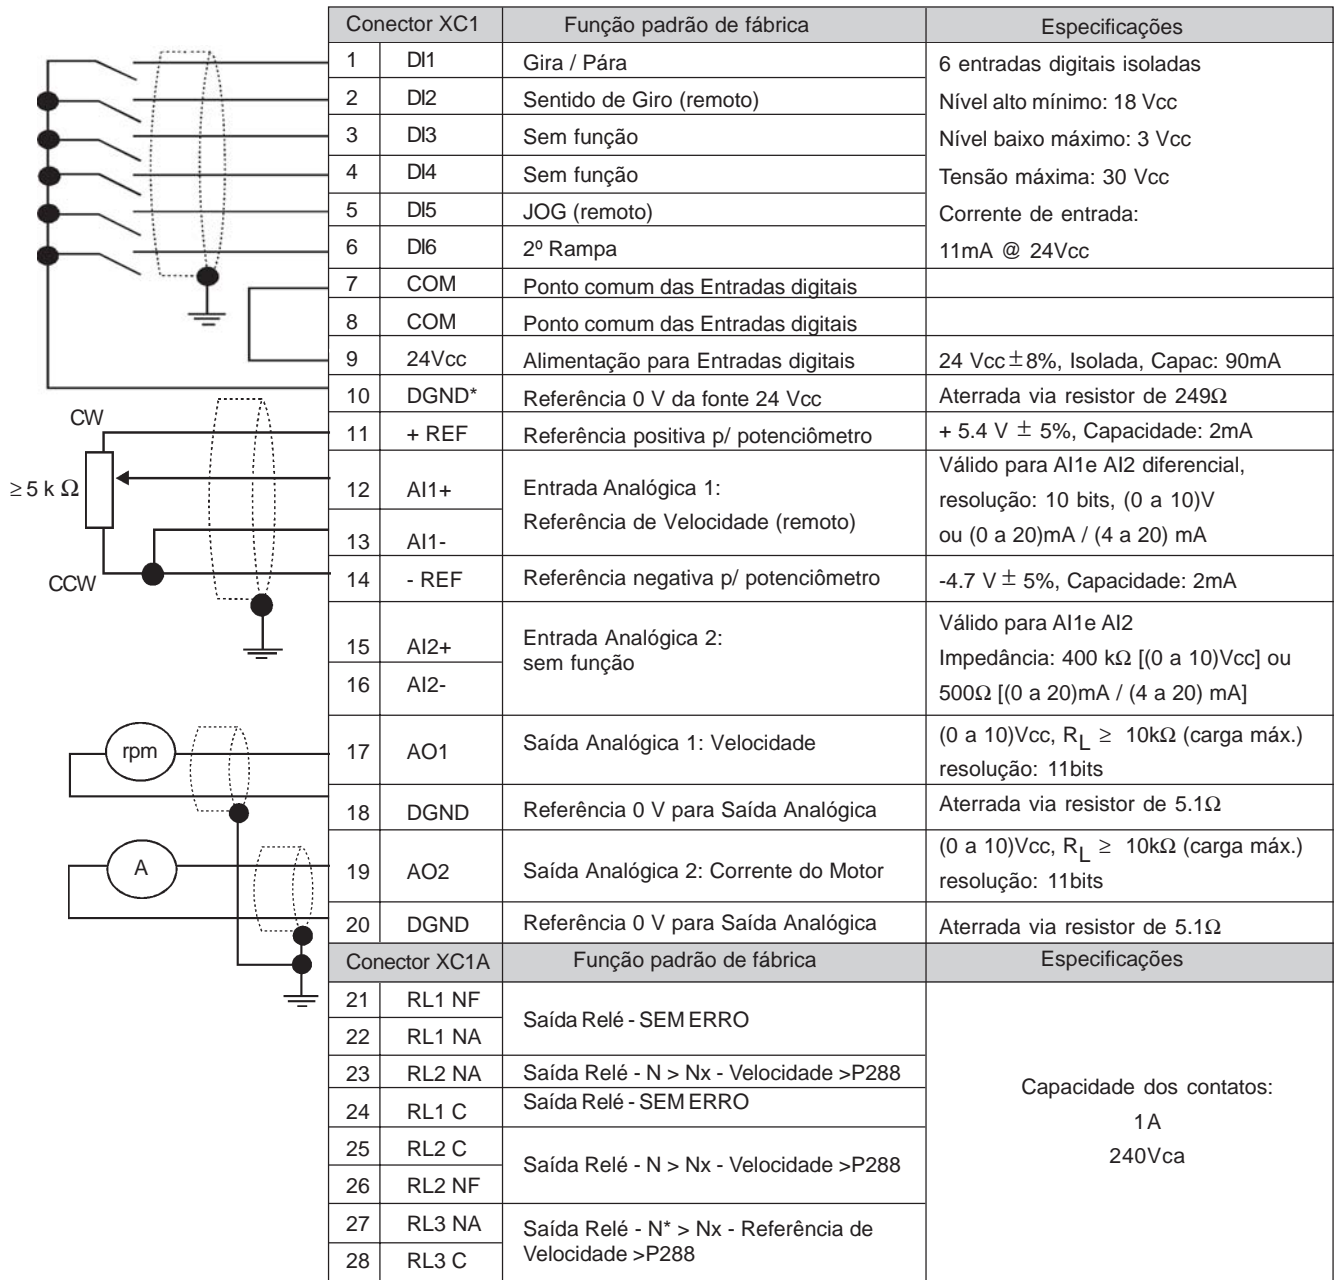 Conector XC1 Função padrão de fábrica Especificações
1 DI1 Gira / Pára 6 entradas digitais isoladas
2 DI2 Sentido de Giro (remoto) Nível alto mínimo: 18 Vcc
3 DI3 Sem função Nível baixo máximo: 3 Vcc
4 DI4 Sem função Tensão máxima: 30 Vcc
5 DI5 JOG (remoto) Corrente de entrada:
6 DI6 2º Rampa 11mA @ 24Vcc
7 COM Ponto comum das Entradas digitais
8 COM Ponto comum das Entradas digitais
9 24Vcc Alimentação para Entradas digitais 24 Vcc ± 8%, Isolada, Capac: 90mA
10 DGND* Referência 0 V da fonte 24 Vcc Aterrada via resistor de 249Ω
CW
11 + REF Referência positiva p/ potenciômetro + 5.4 V ± 5%, Capacidade: 2mA
≥ 5 k Ω
12 AI1+ Entrada Analógica 1:
13 AI1- Referência de Velocidade (remoto)
Válido para AI1e AI2 diferencial,
resolução: 10 bits, (0 a 10)V
ou (0 a 20)mA / (4 a 20) mA
CCW
14 - REF Referência negativa p/ potenciômetro -4.7 V ± 5%, Capacidade: 2mA
15 AI2+ Entrada Analógica 2:
sem função
16 AI2-
Válido para AI1e AI2
Impedância: 400 kΩ [(0 a 10)Vcc] ou
500Ω [(0 a 20)mA / (4 a 20) mA]
rpm
17 AO1 Saída Analógica 1: Velocidade (0 a 10)Vcc, RL ≥ 10kΩ (carga máx.)
resolução: 11bits
18 DGND Referência 0 V para Saída Analógica Aterrada via resistor de 5.1Ω
A
19 AO2 Saída Analógica 2: Corrente do Motor (0 a 10)Vcc, RL ≥ 10kΩ (carga máx.)
resolução: 11bits
20 DGND Referência 0 V para Saída Analógica Aterrada via resistor de 5.1Ω
Conector XC1A Função padrão de fábrica Especificações
21 RL1 NF Saída Relé - SEM ERRO
22 RL1 NA
23 RL2 NA Saída Relé - N > Nx - Velocidade >P288
24 RL1 C Saída Relé - SEM ERRO
25 RL2 C Saída Relé - N > Nx - Velocidade >P288
26 RL2 NF
27 RL3 NA Saída Relé - N* > Nx - Referência de
28 RL3 C Velocidade >P288
Capacidade dos contatos:
1A
240Vca